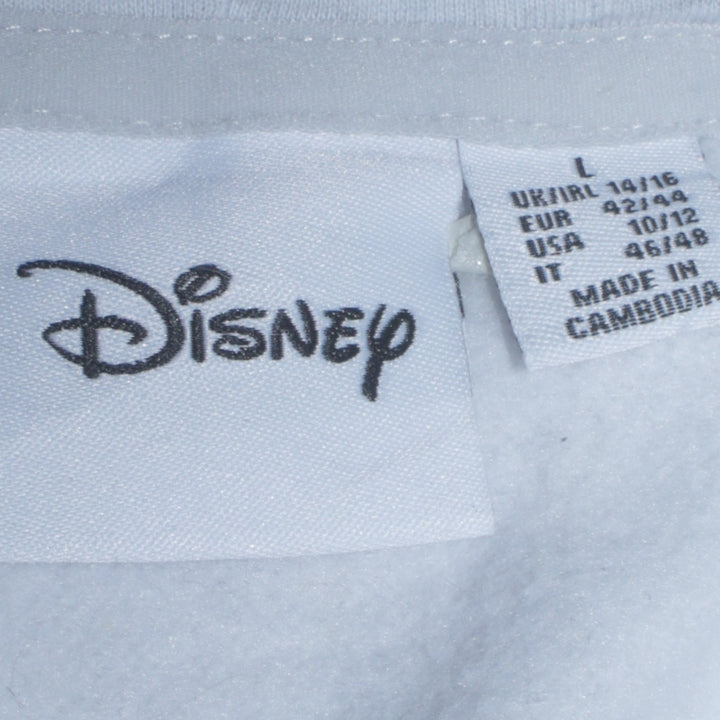 Disney
L
UK/IRL 14/16
EUR 42/44
USA 10/12
IT 46/48
MADE IN
CAMBODIA